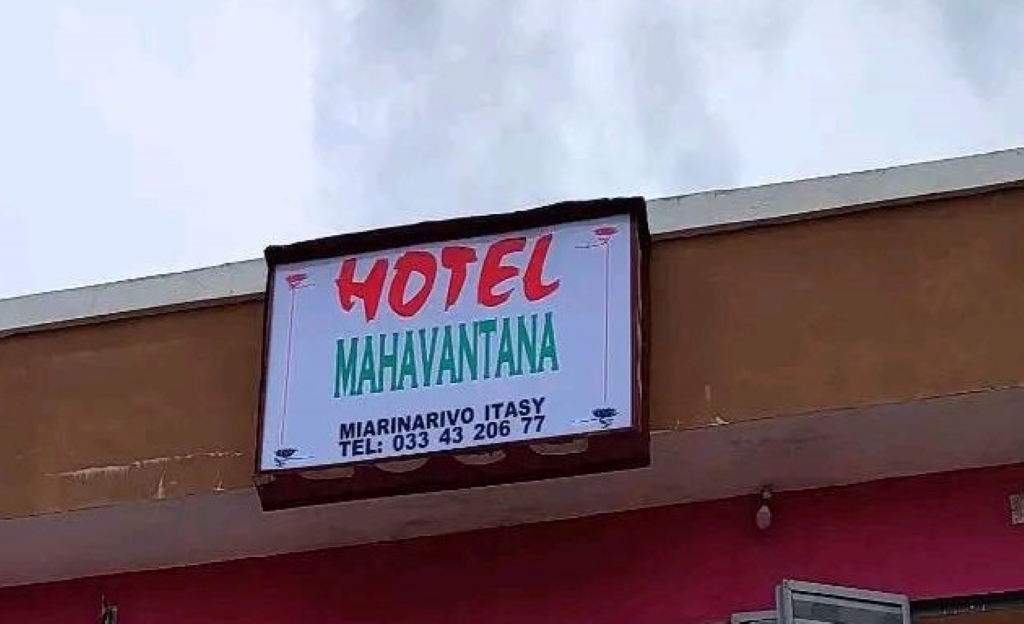 HOTEL
MAHAVANTANA
MIARINARIVO ITASY
TEL: 033 43 206 77